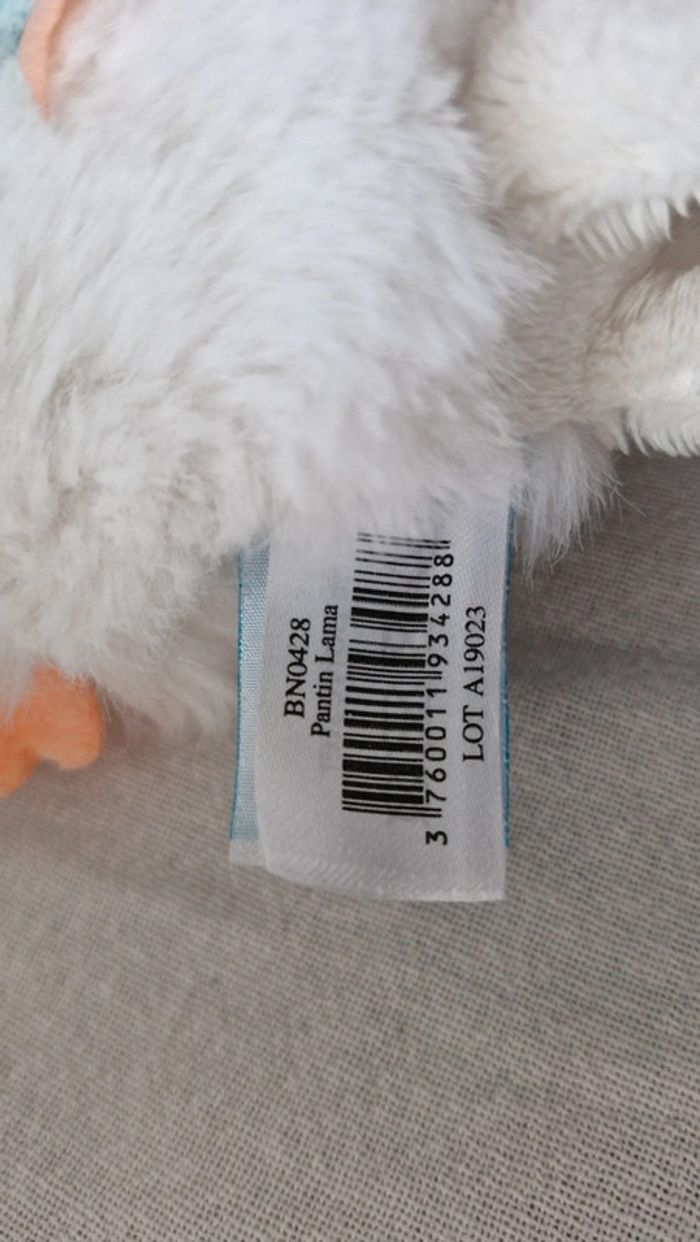 BN0428
Pantin Lama
3 760011 934288
LOT A19023